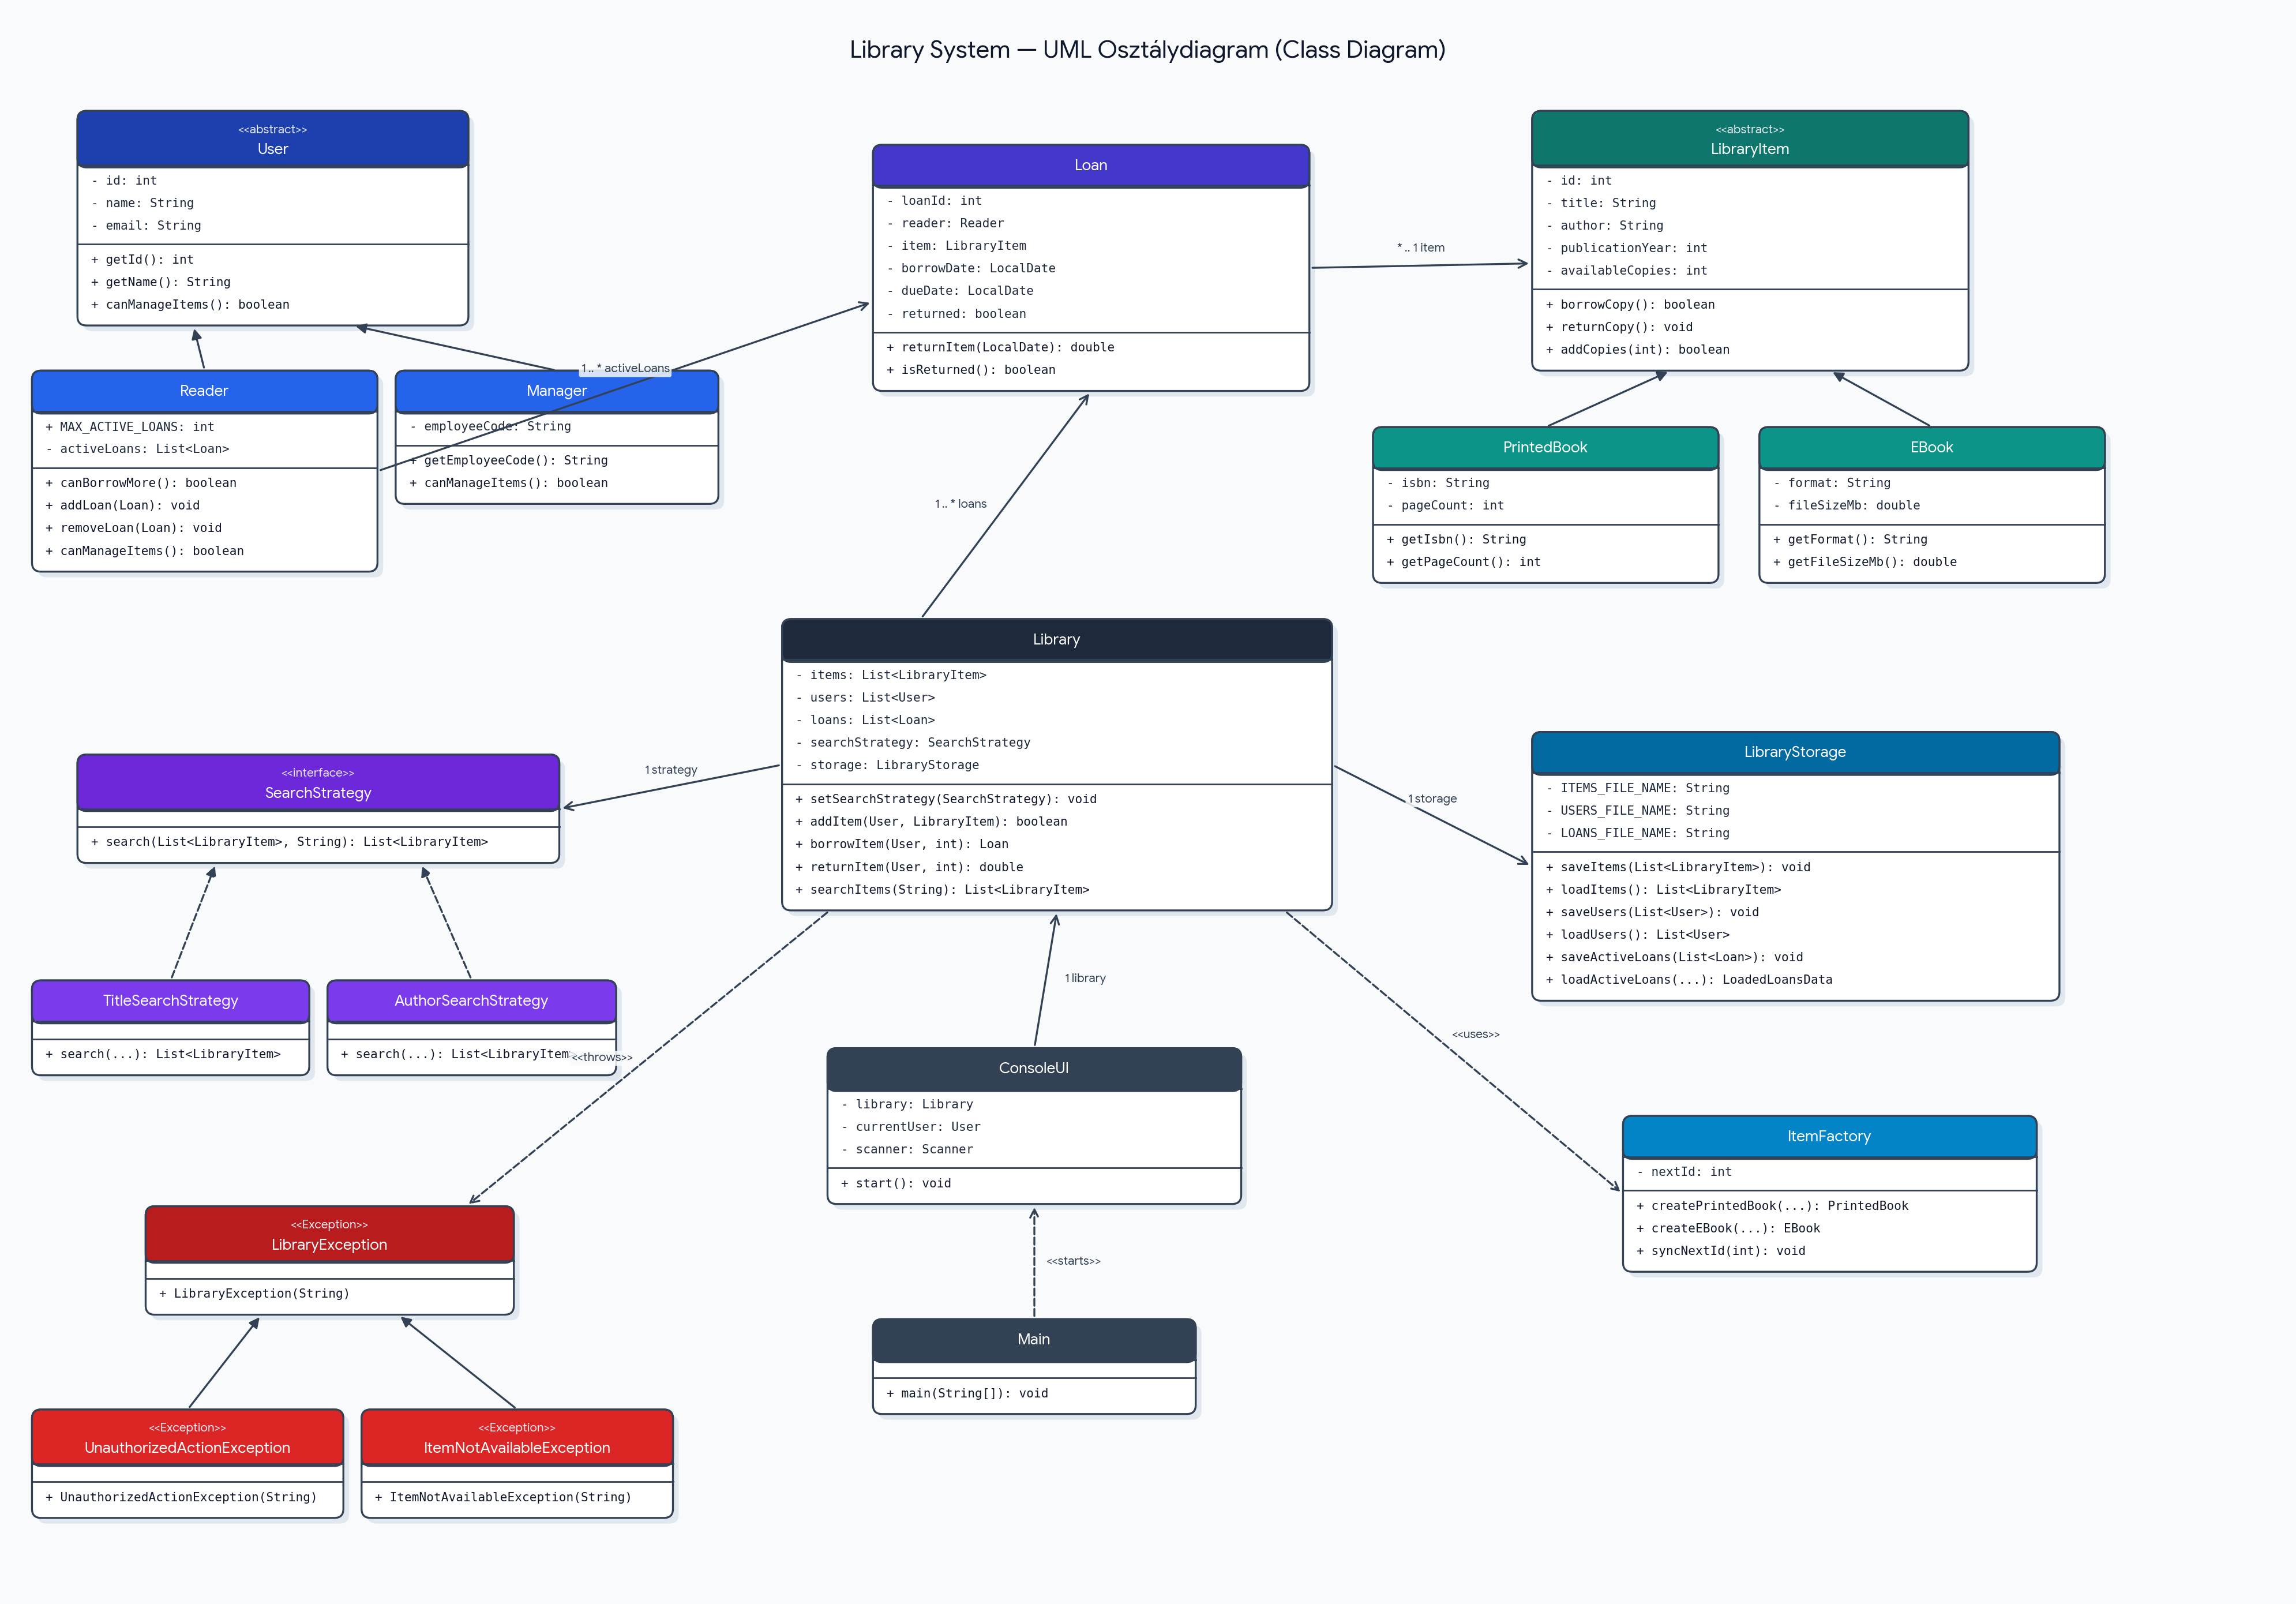 Library System — UML Osztálydiagram (Class Diagram)
<<abstract>>
User
- id: int
- name: String
- email: String
+ getId(): int
+ getName(): String
+ canManageItems(): boolean
Loan
- loanId: int
- reader: Reader
- item: LibraryItem
- borrowDate: LocalDate
- dueDate: LocalDate
- returned: boolean
+ returnItem(LocalDate): double
+ isReturned(): boolean
* .. 1 item
<<abstract>>
LibraryItem
- id: int
- title: String
- author: String
- publicationYear: int
- availableCopies: int
+ borrowCopy(): boolean
+ returnCopy(): void
+ addCopies(int): boolean
1 .. * activeLoans
Reader
+ MAX_ACTIVE_LOANS: int
- activeLoans: List<Loan>
+ canBorrowMore(): boolean
+ addLoan(Loan): void
+ removeLoan(Loan): void
+ canManageItems(): boolean
Manager
- employeeCode: String
+ getEmployeeCode(): String
+ canManageItems(): boolean
1 .. * loans
PrintedBook
- isbn: String
- pageCount: int
+ getIsbn(): String
+ getPageCount(): int
EBook
- format: String
- fileSizeMb: double
+ getFormat(): String
+ getFileSizeMb(): double
Library
- items: List<LibraryItem>
- users: List<User>
- loans: List<Loan>
- searchStrategy: SearchStrategy
- storage: LibraryStorage
+ setSearchStrategy(SearchStrategy): void
+ addItem(User, LibraryItem): boolean
+ borrowItem(User, int): Loan
+ returnItem(User, int): double
+ searchItems(String): List<LibraryItem>
1 strategy
<<interface>>
SearchStrategy
+ search(List<LibraryItem>, String): List<LibraryItem>
1 storage
LibraryStorage
- ITEMS_FILE_NAME: String
- USERS_FILE_NAME: String
- LOANS_FILE_NAME: String
+ saveItems(List<LibraryItem>): void
+ loadItems(): List<LibraryItem>
+ saveUsers(List<User>): void
+ loadUsers(): List<User>
+ saveActiveLoans(List<Loan>): void
+ loadActiveLoans(...): LoadedLoansData
TitleSearchStrategy
+ search(...): List<LibraryItem>
AuthorSearchStrategy
+ search(...): List<LibraryItem
<<throws>>
1 library
<<uses>>
ConsoleUI
- library: Library
- currentUser: User
- scanner: Scanner
+ start(): void
ItemFactory
- nextId: int
+ createPrintedBook(...): PrintedBook
+ createEBook(...): EBook
+ syncNextId(int): void
<<Exception>>
LibraryException
+ LibraryException(String)
<<starts>>
Main
+ main(String[]): void
<<Exception>>
UnauthorizedActionException
+ UnauthorizedActionException(String)
<<Exception>>
ItemNotAvailableException
+ ItemNotAvailableException(String)